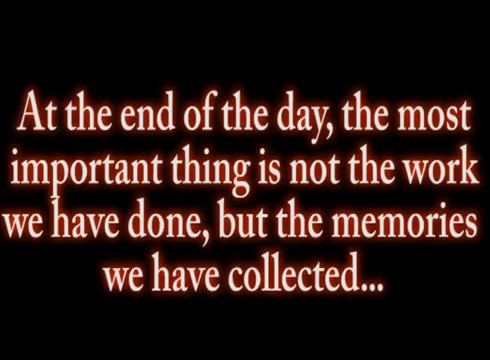 At the end of the day, the most
important thing is not the work
we have done, but the memories
we have collected...